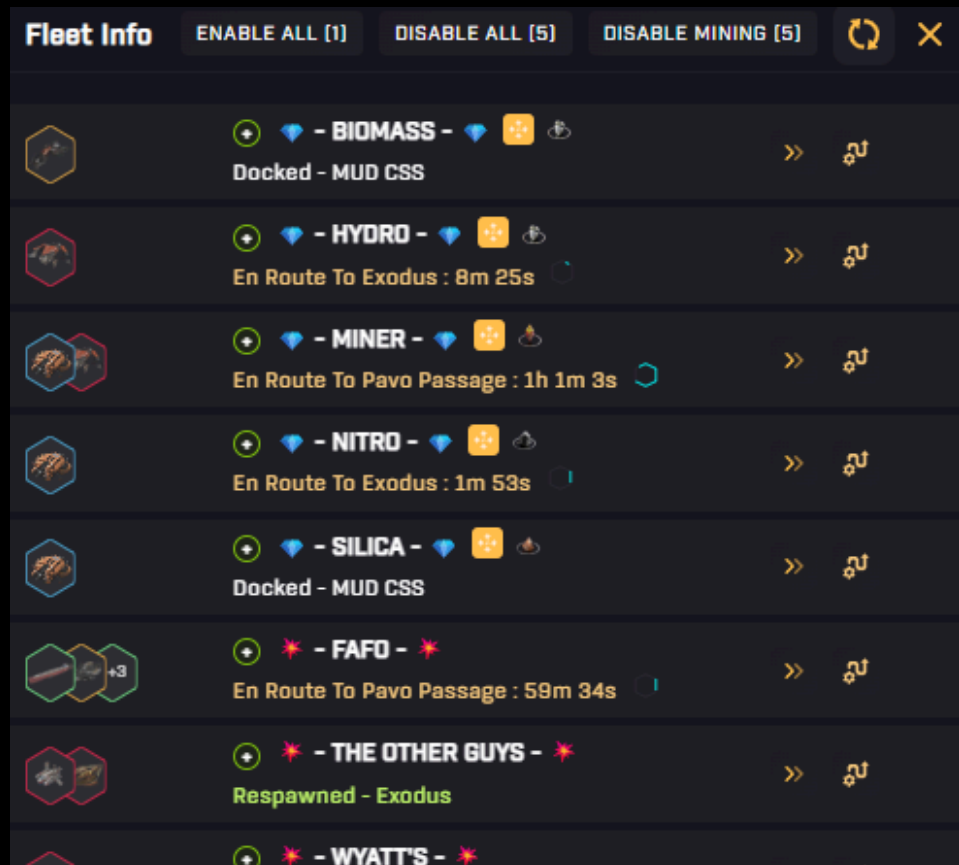 Fleet Info ENABLE ALL [1] DISABLE ALL [5] DISABLE MINING [5]
- BIOMASS -
Docked - MUD CSS
- HYDRO -
En Route To Exodus : 8m 25s
- MINER -
En Route To Pavo Passage : 1h 1m 3s
- NITRO -
En Route To Exodus : 1m 53s
- SILICA -
Docked - MUD CSS
- FAFO -
+3
En Route To Pavo Passage : 59m 34s
- THE OTHER GUYS -
Respawned - Exodus
- WYATT'S -